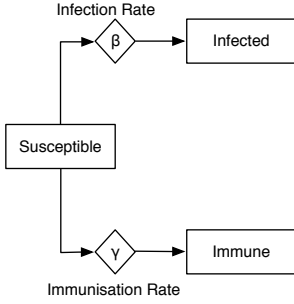 Infection Rate
β
Infected
Susceptible
γ
Immune
Immunisation Rate